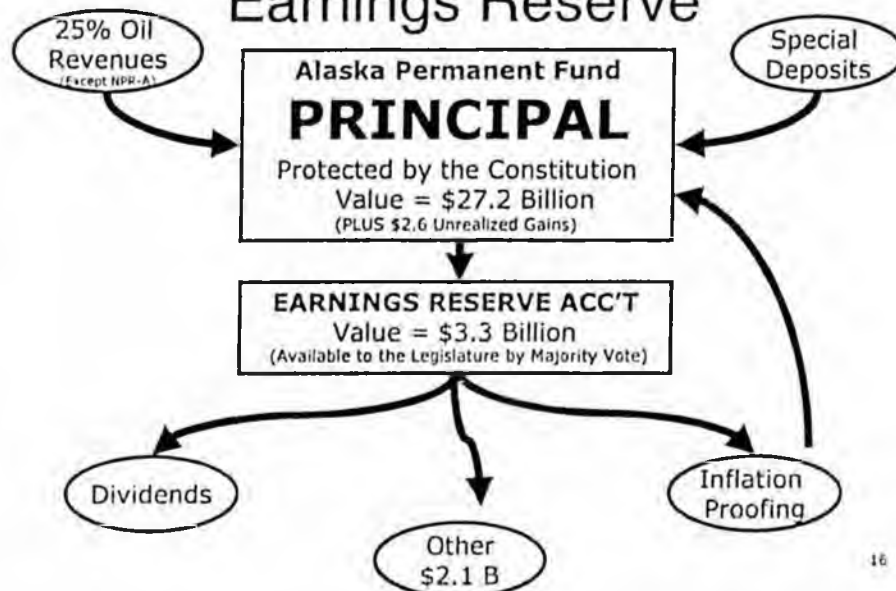 Earnings Reserve
25% Oil
Revenues
(Except NPR-A)
Special
Deposits
Alaska Permanent Fund
PRINCIPAL
Protected by the Constitution
Value = $27.2 Billion
(PLUS $2.6 Unrealized Gains)
EARNINGS RESERVE ACC'T
Value = $3.3 Billion
(Available to the Legislature by Majority Vote)
Dividends
Other
$2.1 B
Inflation
Proofing
16